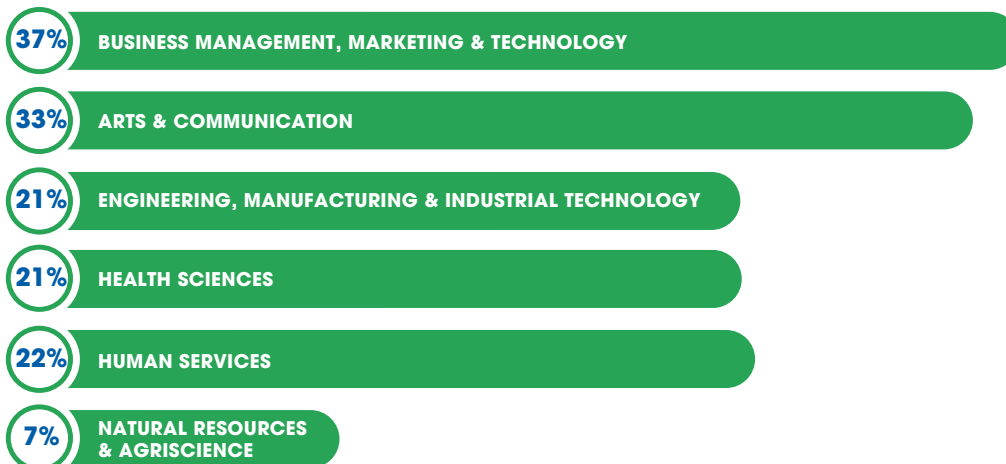 37% BUSINESS MANAGEMENT, MARKETING & TECHNOLOGY
33% ARTS & COMMUNICATION
21% ENGINEERING, MANUFACTURING & INDUSTRIAL TECHNOLOGY
21% HEALTH SCIENCES
22% HUMAN SERVICES
7% NATURAL RESOURCES
& AGRISCIENCE